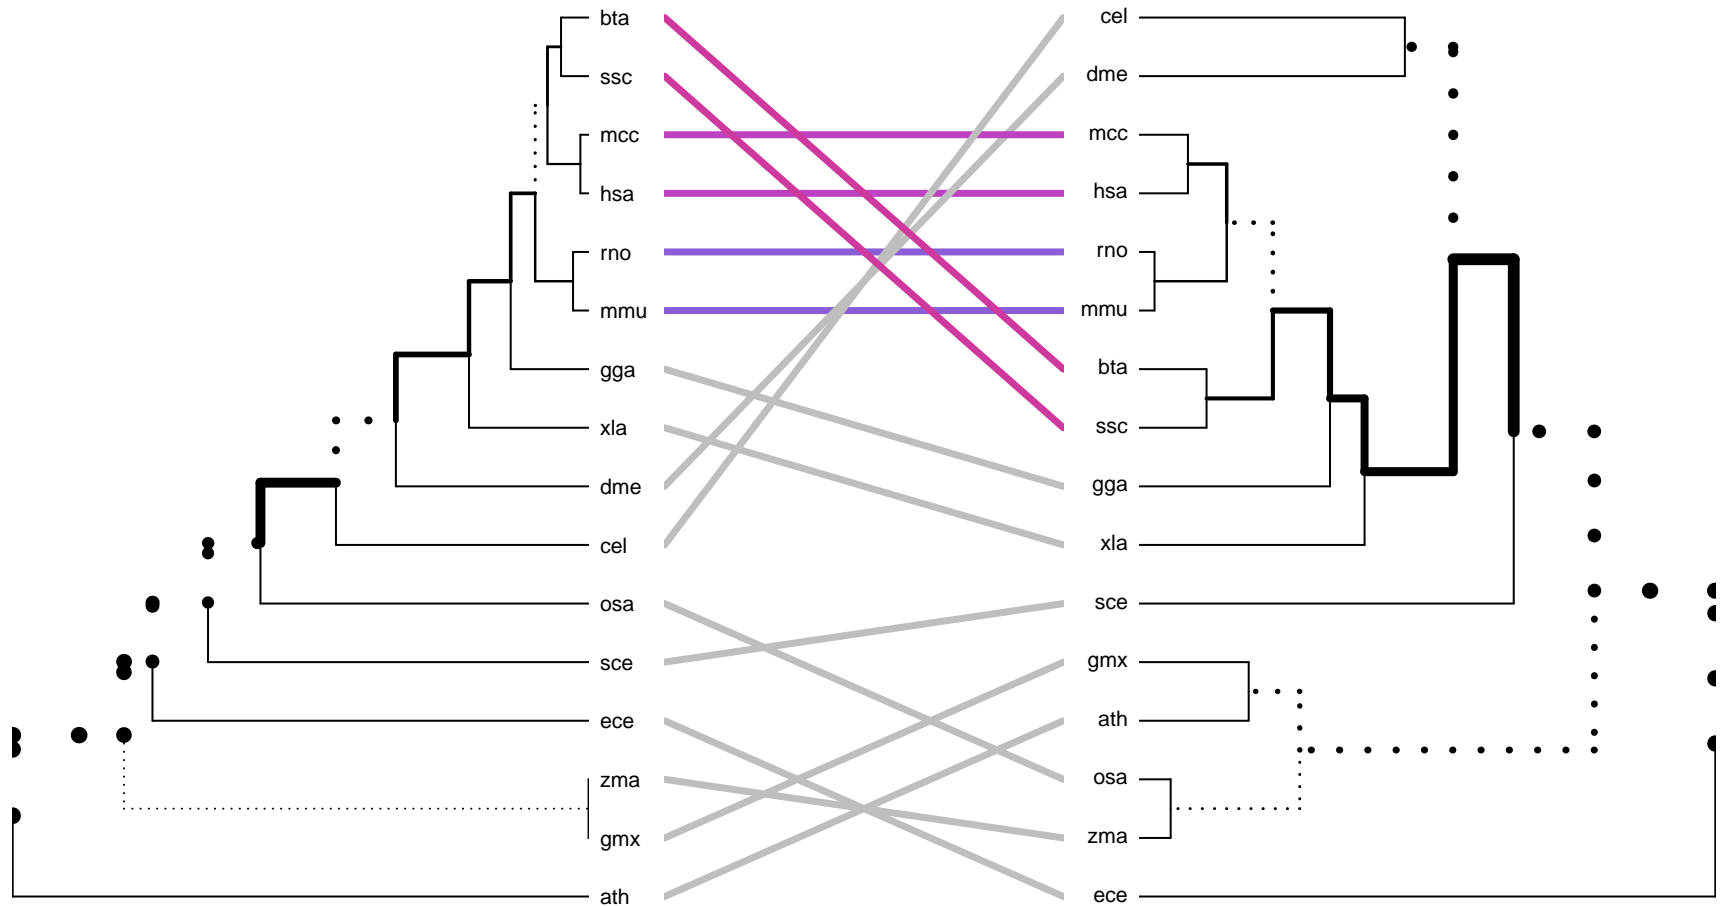 bta
ssc
mcc
hsa
rno
mmu
gga
xla
dme
cel
osa
sce
ece
zma
gmx
ath
cel
dme
mcc
hsa
rno
mmu
bta
ssc
gga
xla
sce
gmx
ath
osa
zma
ece